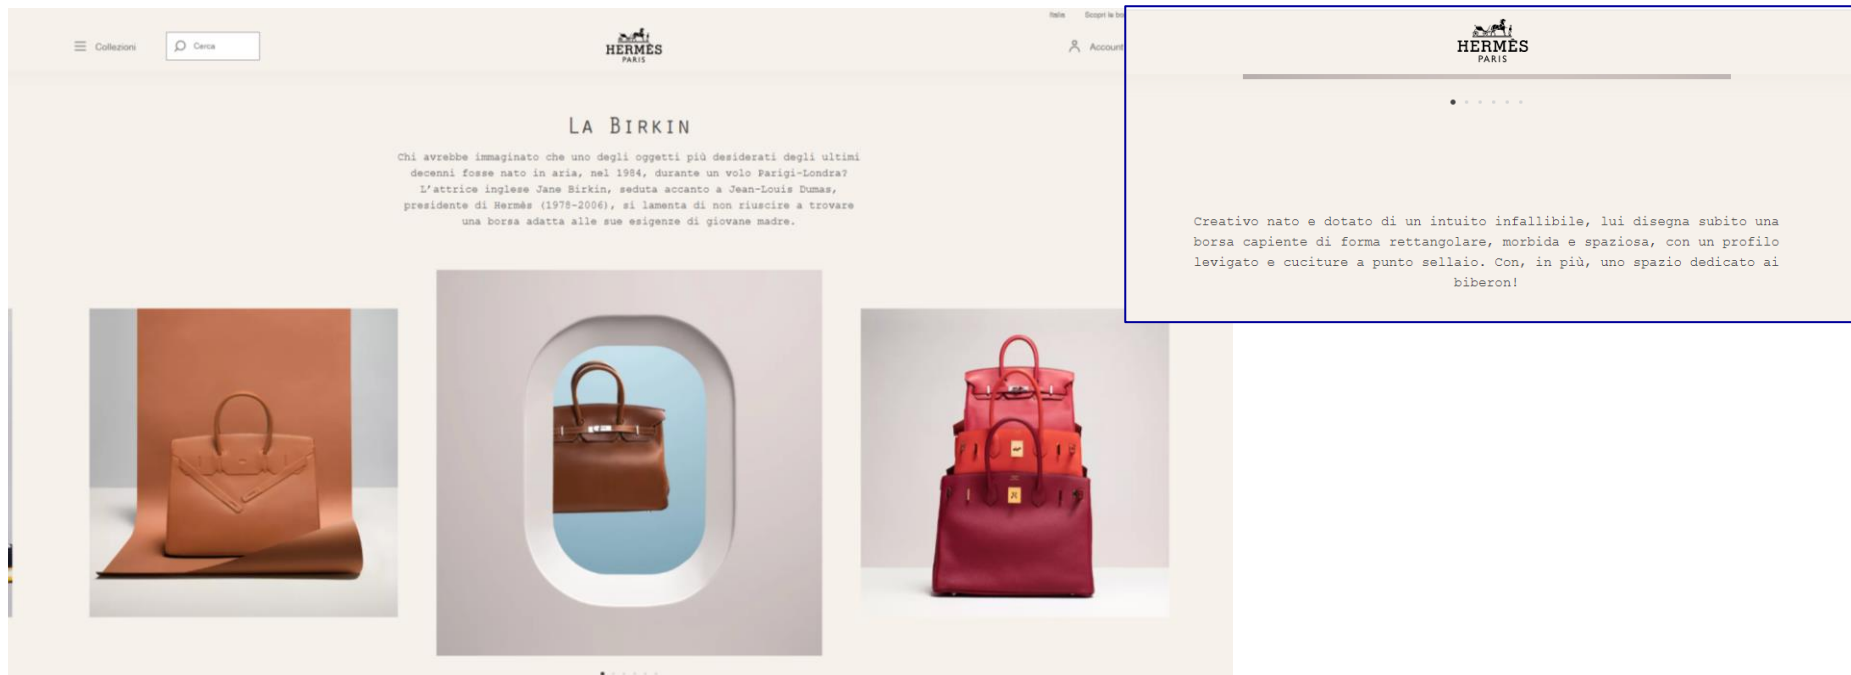 Italia
Collezioni
Cerca
HERMÈS
PARIS
Account
LA BIRKIN
Chi avrebbe immaginato che uno degli oggetti più desiderati degli ultimi
decenni fosse nato in aria, nel 1984, durante un volo Parigi-Londra?
L'attrice inglese Jane Birkin, seduta accanto a Jean-Louis Dumas,
presidente di Hermès (1978-2006), si lamenta di non riuscire a trovare
una borsa adatta alle sue esigenze di giovane madre.
HERMÈS
PARIS
Creativo nato e dotato di un intuito infallibile, lui disegna subito una
borsa capiente di forma rettangolare, morbida e spaziosa, con un profilo
levigato e cuciture a punto sellaio. Con, in più, uno spazio dedicato ai
biberon!